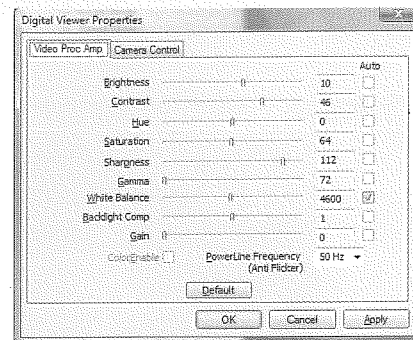 Digital Viewer Properties
Video Proc Amp Camera Control
Auto
Brightness 10
Contrast 46
Hue 0
Saturation 64
Sharpness 112
Gamma 72
White Balance 4600
Backlight Comp 1
Gain 0
ColorEnable PowerLine Frequency 50 Hz
(Anti Flicker)
Default
OK Cancel Apply